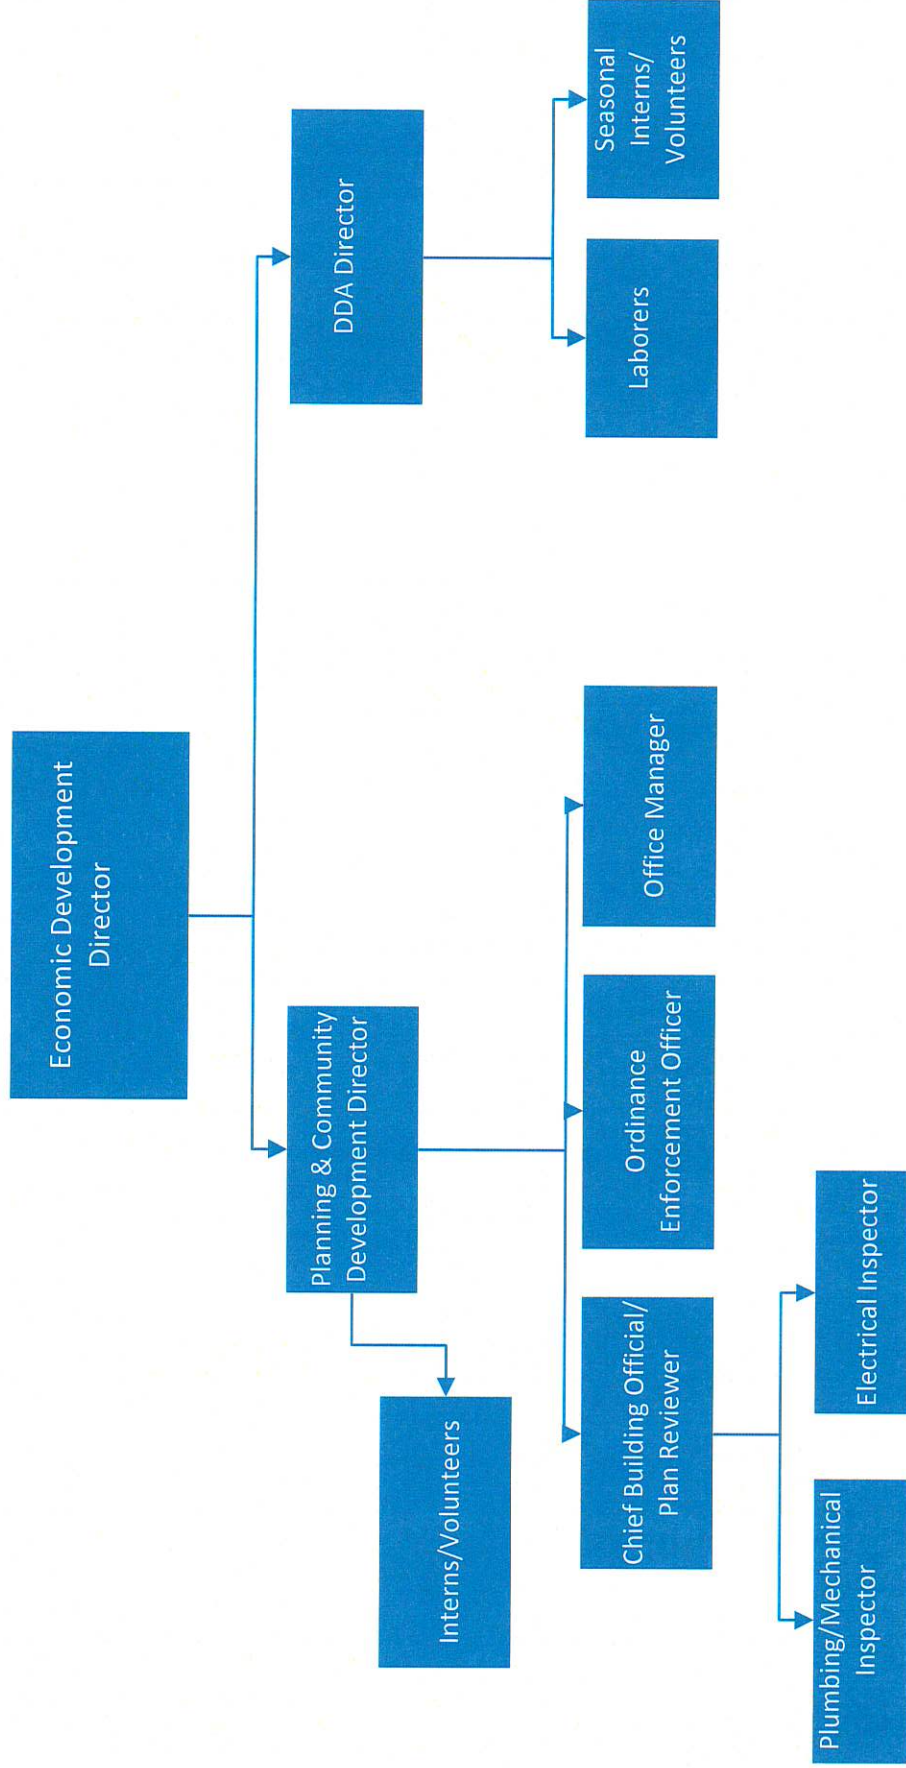 Economic Development
Director
Planning & Community
Development Director
DDA Director
Interns/Volunteers
Chief Building Official/
Plan Reviewer
Ordinance
Enforcement Officer
Office Manager
Laborers
Seasonal
Interns/
Volunteers
Plumbing/Mechanical
Inspector
Electrical Inspector